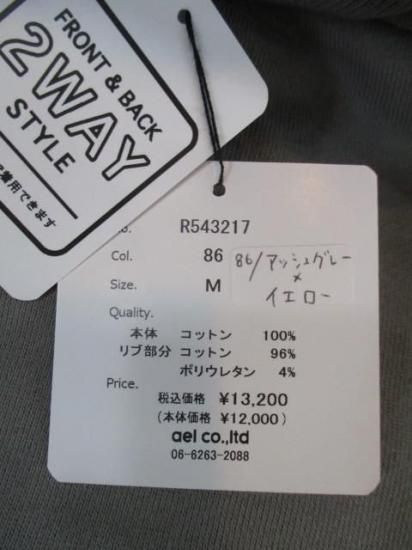 FRONT & BACK
2WAY
STYLE
着用できます
R543217
Col. 86
Size. M
86/アッシュグレー
×
イエロー
Quality.
本体 コットン 100%
リブ部分 コットン 96%
ポリウレタン 4%
Price.
税込価格 ¥13,200
(本体価格 ¥12,000)
ael co.,ltd
06-6263-2088